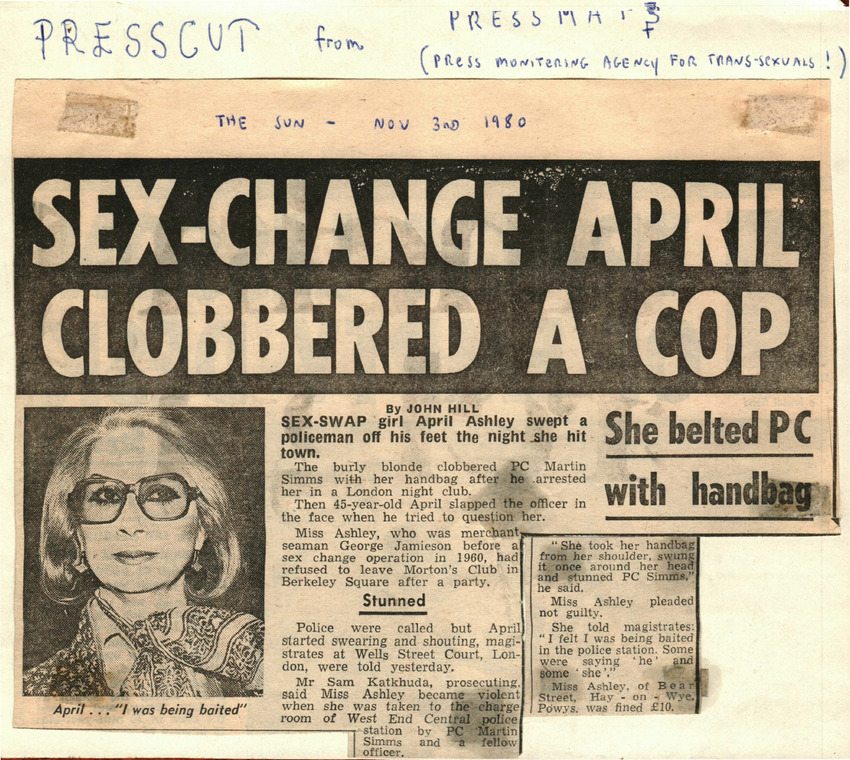 PRESSCUT from PRESSMATS
(PRESS MONITERING AGENCY FOR TRANS-SEXUALS!)
THE SUN - NOV 3RD 1980
SEX-CHANGE APRIL
CLOBBERED A COP
By JOHN HILL
SEX-SWAP girl April Ashley swept a
policeman off his feet the night she hit
town.
The burly blonde clobbered PC Martin
Simms with her handbag after he arrested
her in a London night club.
Then 45-year-old April slapped the officer in
the face when he tried to question her.
Miss Ashley, who was merchant
seaman George Jamieson before a
sex change operation in 1960, had
refused to leave Morton's Club in
Berkeley Square after a party.
Stunned
Police were called but April
started swearing and shouting, magi-
strates at Wells Street Court, Lon-
don, were told yesterday.
Mr Sam Katkhuda, prosecuting,
said Miss Ashley became violent
when she was taken to the charge
room of West End Central police
station by PC Martin
Simms and a fellow
officer.
She belted PC
with handbag
"She took her handbag
from her shoulder, swung
it once around her head
and stunned PC Simms,"
he said.
Miss Ashley pleaded
not guilty.
She told magistrates:
"I felt I was being baited
in the police station. Some
were saying 'he' and
some 'she'."
Miss Ashley, of Bear
Street, Hay - on - Wye,
Powys, was fined £10.
April . . . "I was being baited"